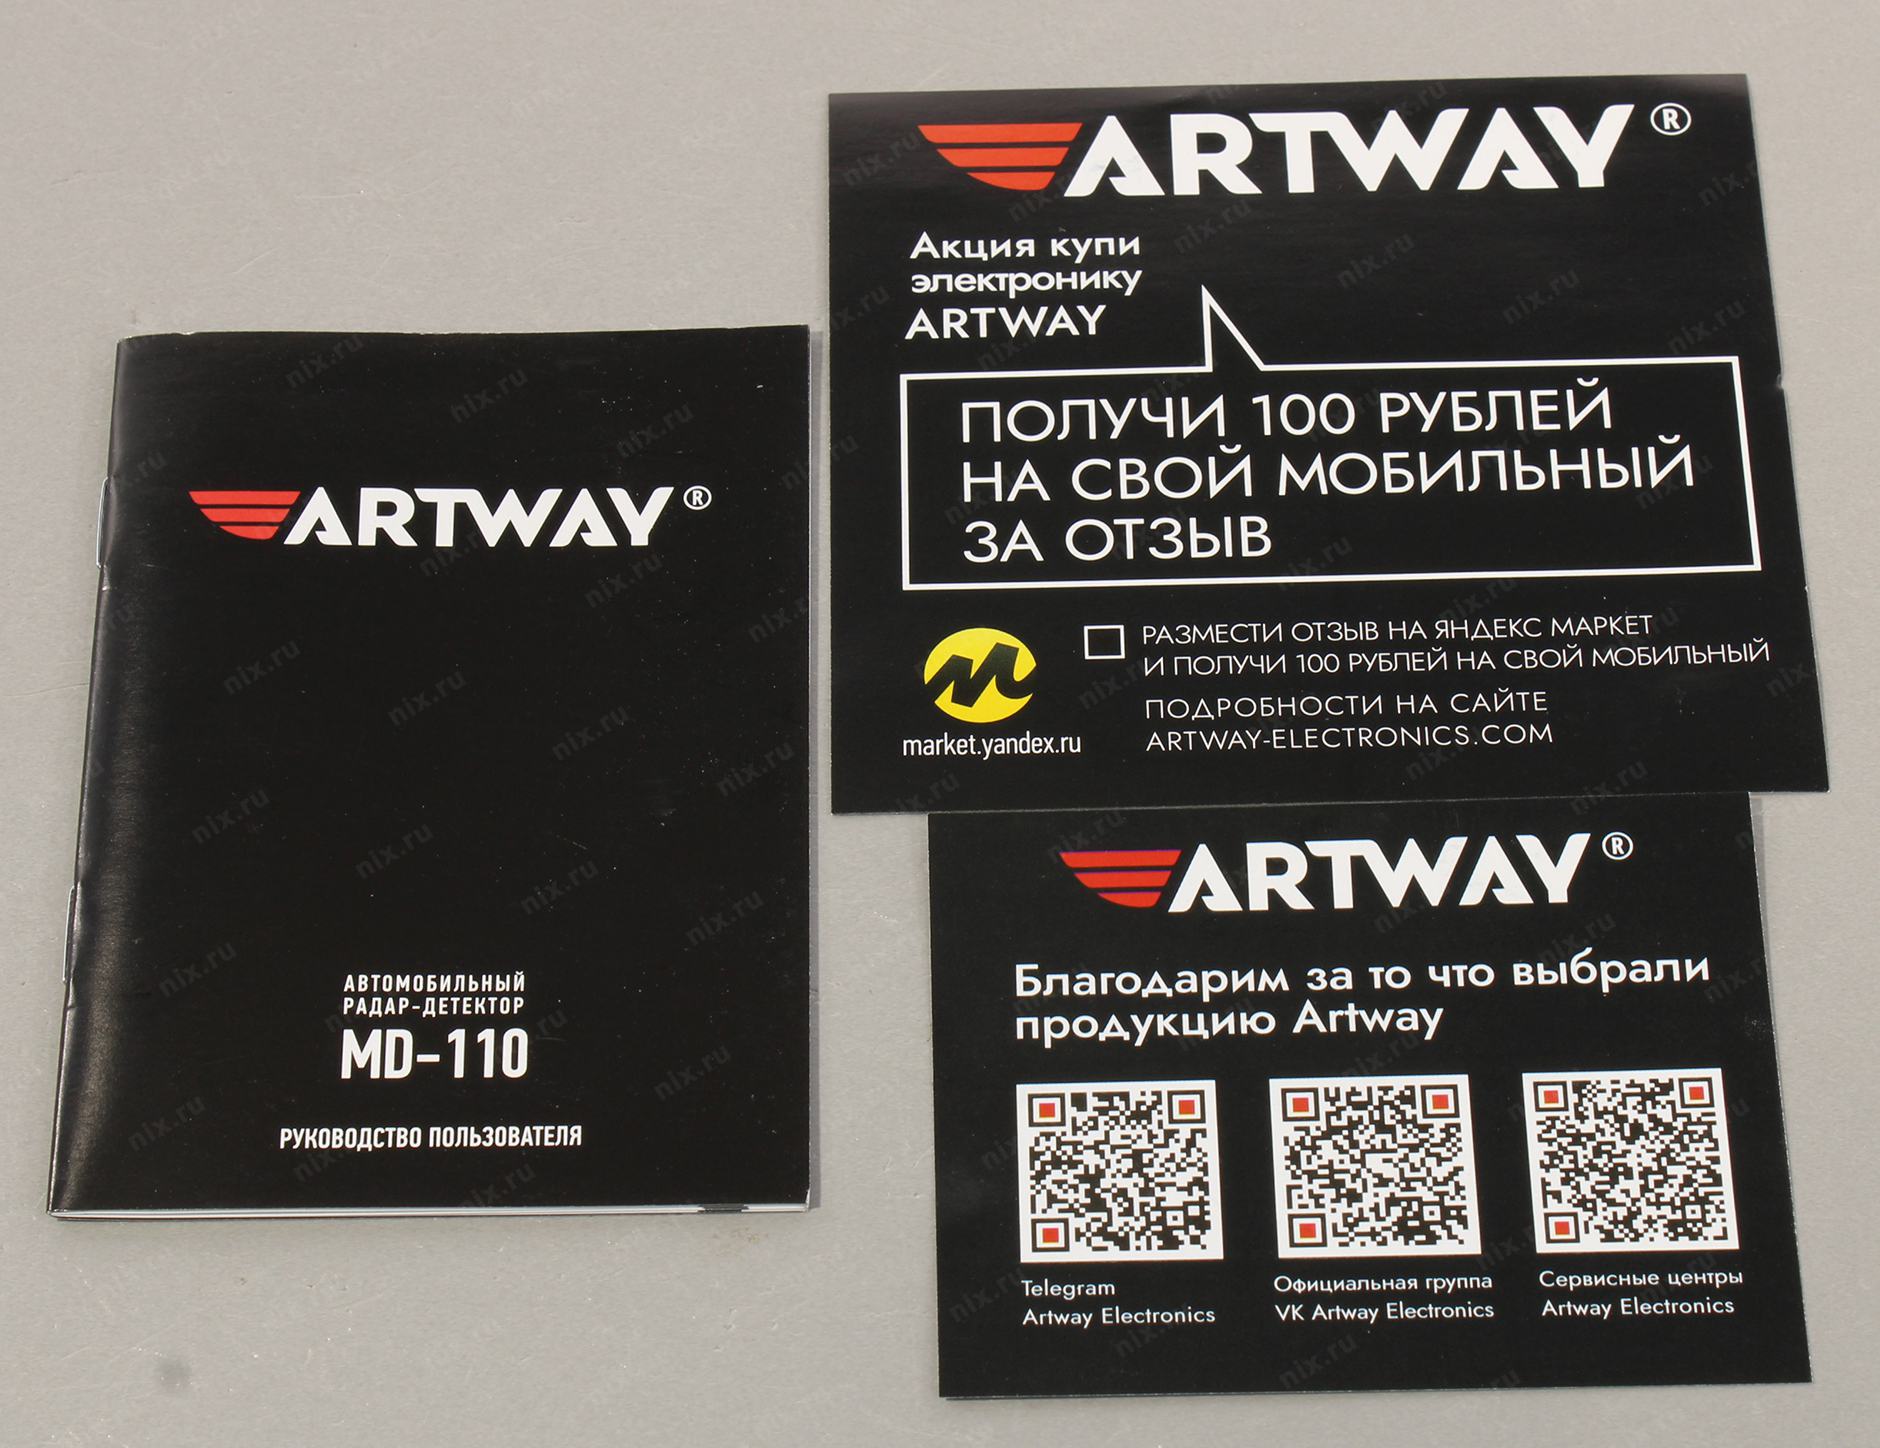 ARTWAY®
АВТОМОБИЛЬНЫЙ
РАДАР-ДЕТЕКТОР
MD-110
РУКОВОДСТВО ПОЛЬЗОВАТЕЛЯ
ARTWAY®
Акция купи
электронику
ARTWAY
ПОЛУЧИ 100 РУБЛЕЙ
НА СВОЙ МОБИЛЬНЫЙ
ЗА ОТЗЫВ
market.yandex.ru
РАЗМЕСТИ ОТЗЫВ НА ЯНДЕКС МАРКЕТ
И ПОЛУЧИ 100 РУБЛЕЙ НА СВОЙ МОБИЛЬНЫЙ
ПОДРОБНОСТИ НА САЙТЕ
ARTWAY-ELECTRONICS.COM
ARTWAY®
Благодарим за то что выбрали
продукцию Artway
Telegram
Artway Electronics
Официальная группа
VK Artway Electronics
Сервисные центры
Artway Electronics
nix.ru